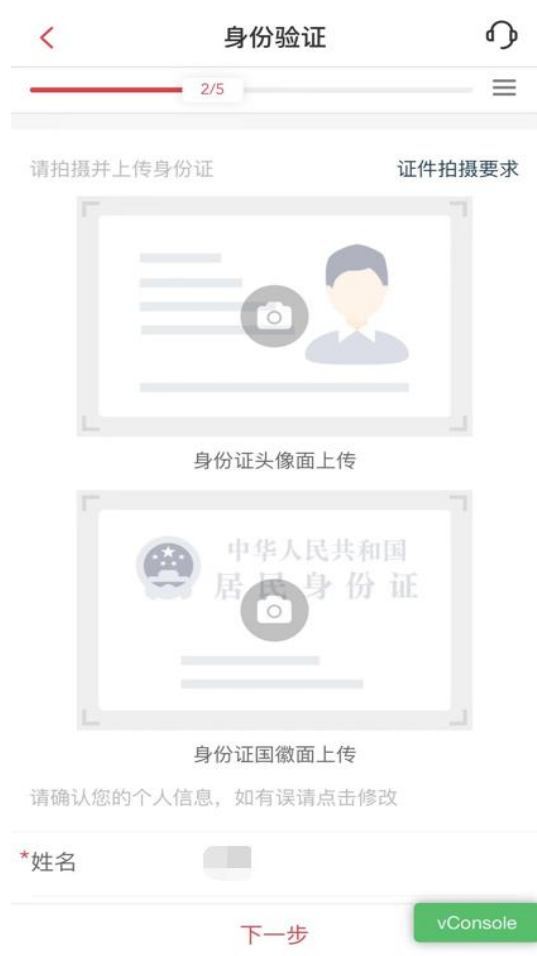 身份验证
2/5
请拍摄并上传身份证 证件拍摄要求
身份证头像面上传
中华人民共和国
居民身份证
身份证国徽面上传
请确认您的个人信息，如有误请点击修改
*姓名
下一步
vConsole